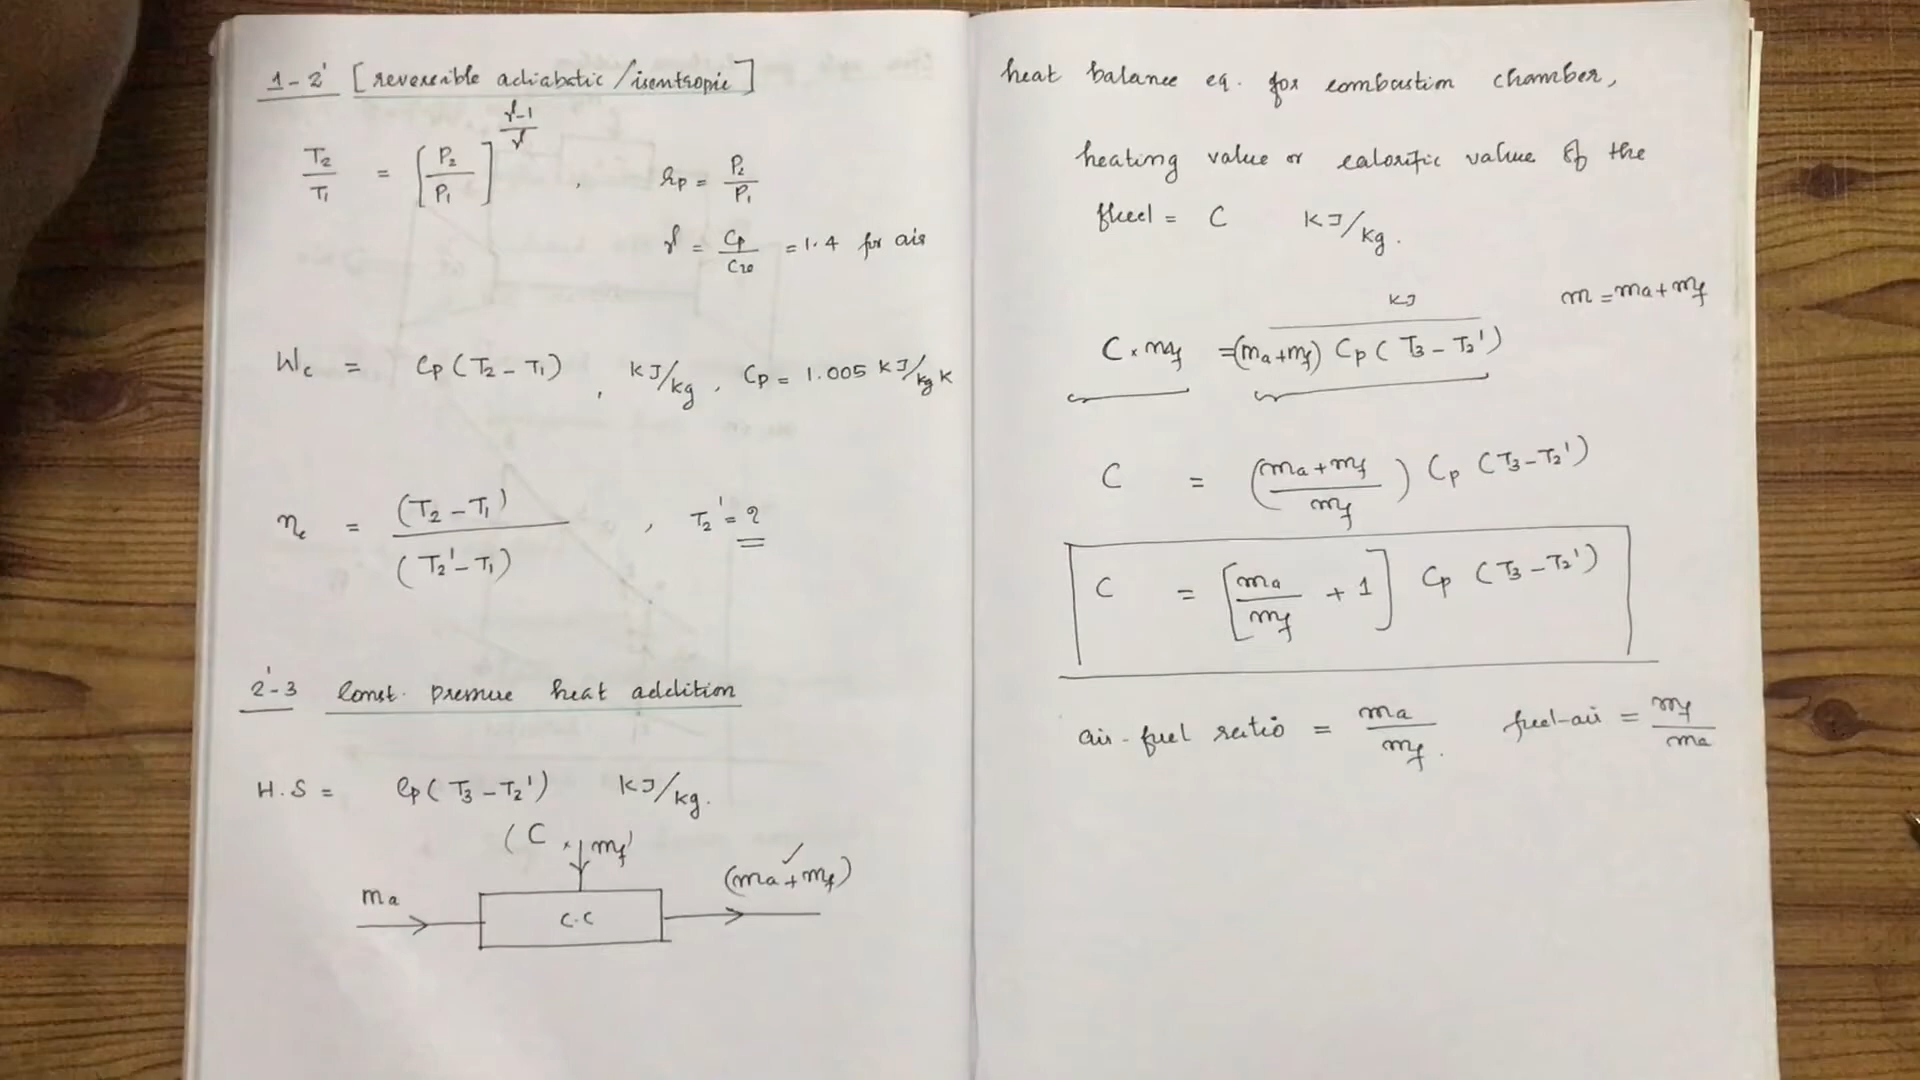 1-2' [reversible adiabatic/isentropic]
T2/T1 = [P2/P1]^(γ-1)/γ , rp = P2/P1
γ = Cp/Cv = 1.4 for air
Wc = Cp(T2-T1) , KJ/kg , Cp = 1.005 KJ/kg K
ηc = (T2-T1)/(T2'-T1) , T2' = ?
2'-3 Const. pressure heat addition
H.S = Cp(T3-T2') KJ/kg.
(C × mf)
ma (ma+mf)
C.C
heat balance eq. for combustion chamber,
heating value or calorific value of the
fuel = C KJ/kg.
KJ m = ma+mf
C × mf = (ma+mf) Cp (T3-T2')
C = (ma+mf/mf) Cp (T3-T2')
C = [ma/mf + 1] Cp (T3-T2')
air-fuel ratio = ma/mf. fuel-air = mf/ma